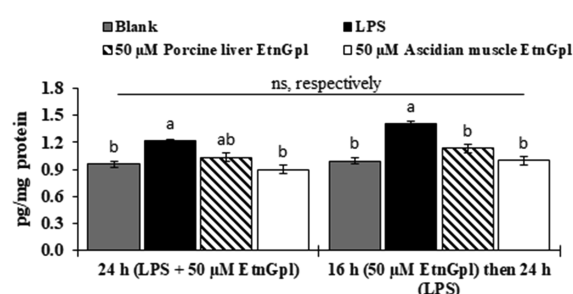 Blank LPS
50 μM Porcine liver EtnGpl 50 μM Ascidian muscle EtnGpl
ns, respectively
pg/mg protein
1.8
1.5
1.2
0.9
0.6
0.3
0.0
b a ab b b a b b
24 h (LPS + 50 μM EtnGpl) 16 h (50 μM EtnGpl) then 24 h
(LPS)